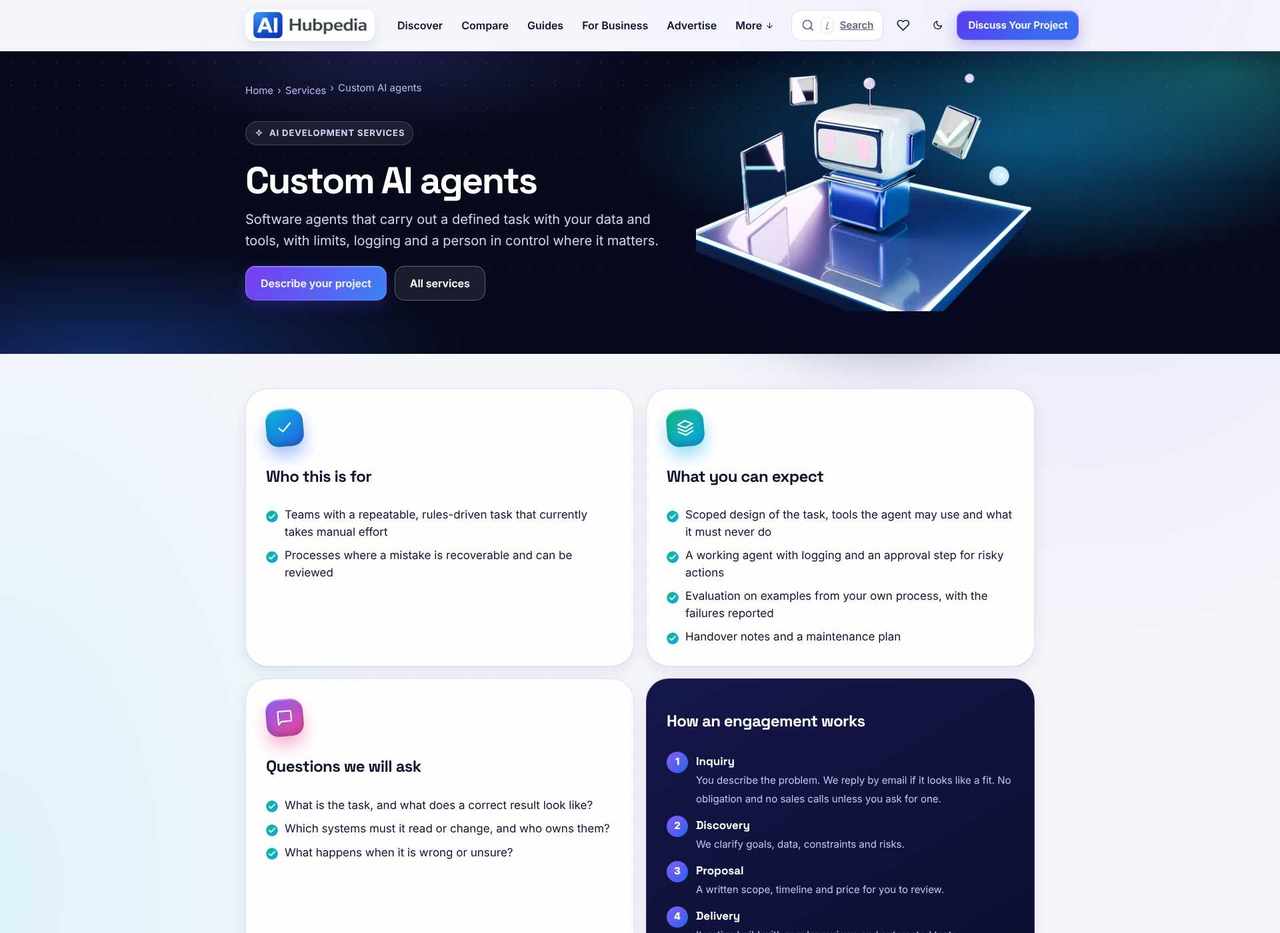 AI Hubpedia
Discover
Compare
Guides
For Business
Advertise
More ↓
/ Search
Discuss Your Project
Home › Services › Custom AI agents
AI DEVELOPMENT SERVICES
Custom AI agents
Software agents that carry out a defined task with your data and
tools, with limits, logging and a person in control where it matters.
Describe your project
All services
Who this is for
Teams with a repeatable, rules-driven task that currently
takes manual effort
Processes where a mistake is recoverable and can be
reviewed
What you can expect
Scoped design of the task, tools the agent may use and what
it must never do
A working agent with logging and an approval step for risky
actions
Evaluation on examples from your own process, with the
failures reported
Handover notes and a maintenance plan
Questions we will ask
What is the task, and what does a correct result look like?
Which systems must it read or change, and who owns them?
What happens when it is wrong or unsure?
How an engagement works
1 Inquiry
You describe the problem. We reply by email if it looks like a fit. No
obligation and no sales calls unless you ask for one.
2 Discovery
We clarify goals, data, constraints and risks.
3 Proposal
A written scope, timeline and price for you to review.
4 Delivery